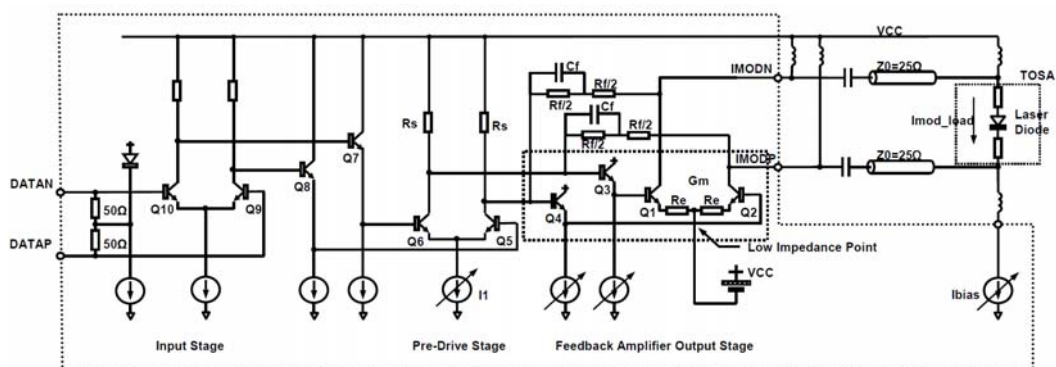 VCC
IMODN
Z0=25Ω
TOSA
Cf
Rf/2
Rf/2
Cf
Rf/2
Rf/2
Rs
Rs
Imod_load
Laser
Diode
Q7
IMODP
Z0=25Ω
DATAN
Q8
Q3
Gm
50Ω
Q10
Q9
Q4
Q1
Re
Re
Q2
50Ω
Q6
Q5
DATAP
Low Impedance Point
VCC
I1
Ibias
Input Stage
Pre-Drive Stage
Feedback Amplifier Output Stage